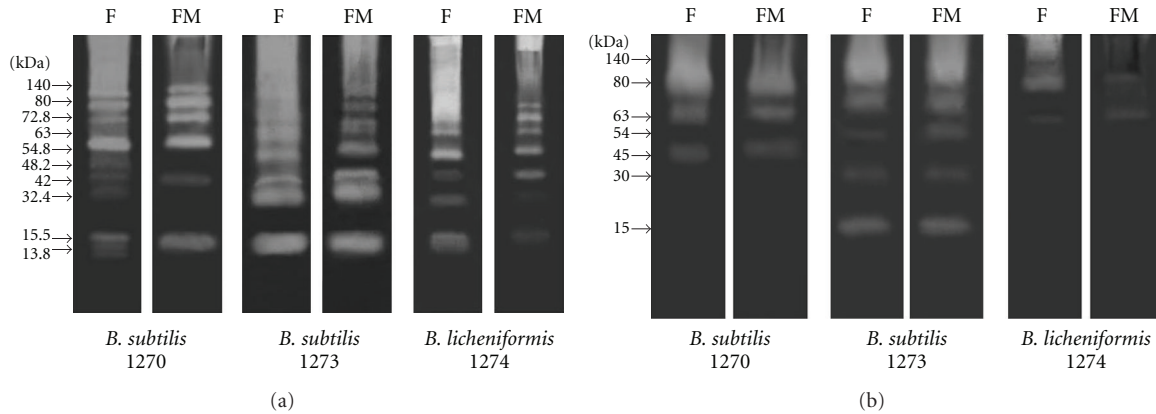 F FM F FM F FM
(kDa)
140
80
72.8
63
54.8
48.2
42
32.4
15.5
13.8
B. subtilis
1270
B. subtilis
1273
B. licheniformis
1274
(a)
F FM F FM F FM
(kDa)
140
80
63
54
45
30
15
B. subtilis
1270
B. subtilis
1273
B. licheniformis
1274
(b)